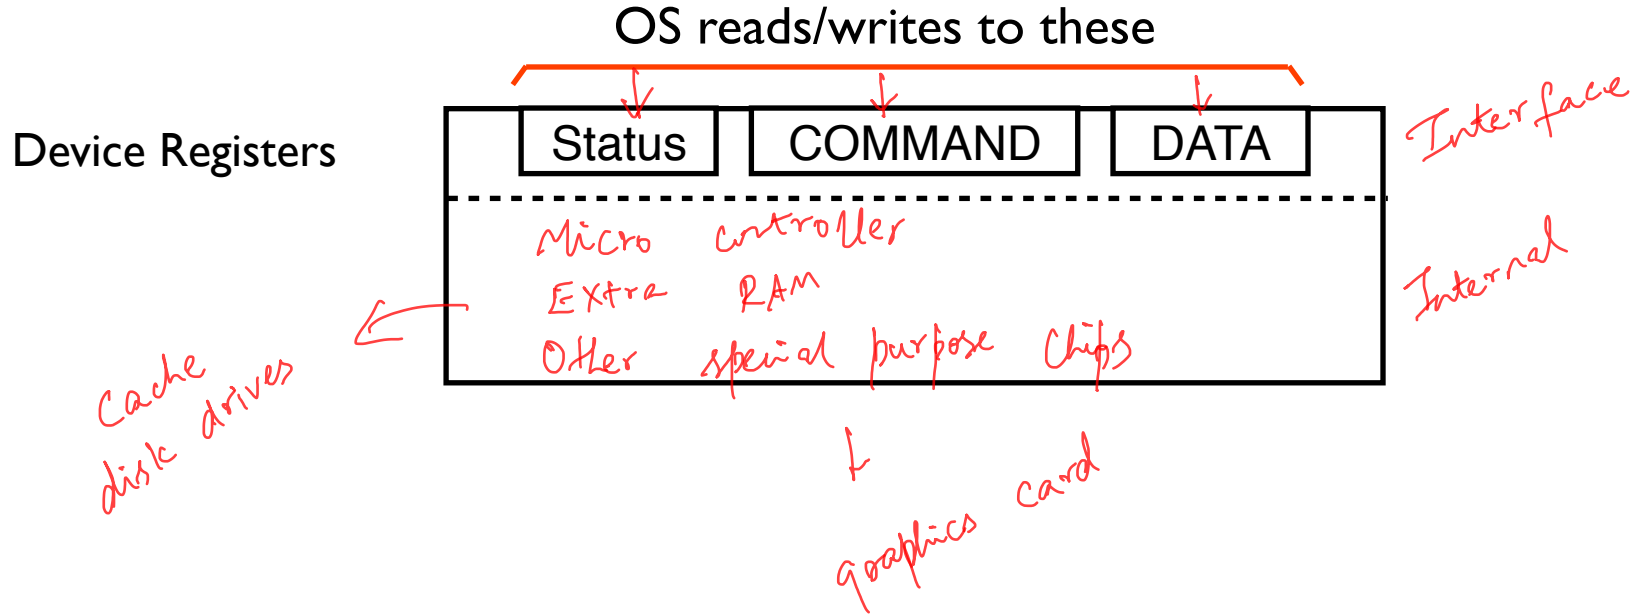 OS reads/writes to these
Device Registers
Status COMMAND DATA
Interface
Micro controller
Extra RAM
Internal
Other special purpose chips
Cache
disk drives
graphics card